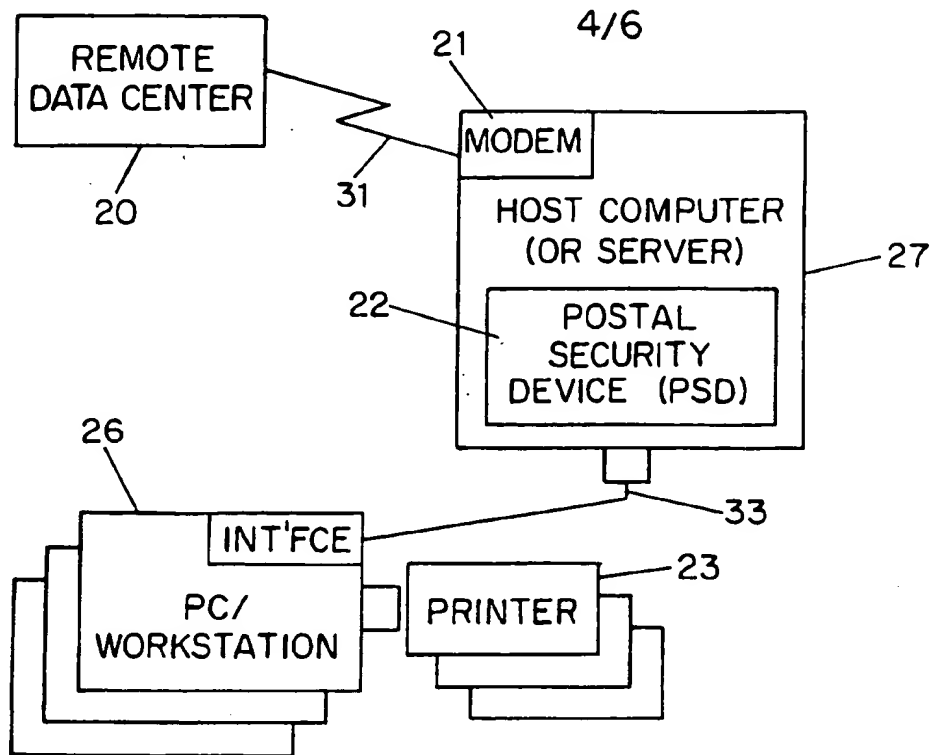 4/6
REMOTE
DATA CENTER
20
31
21
MODEM
HOST COMPUTER
(OR SERVER)
27
22
POSTAL
SECURITY
DEVICE (PSD)
33
26
INT'FCE
PC/
WORKSTATION
23
PRINTER